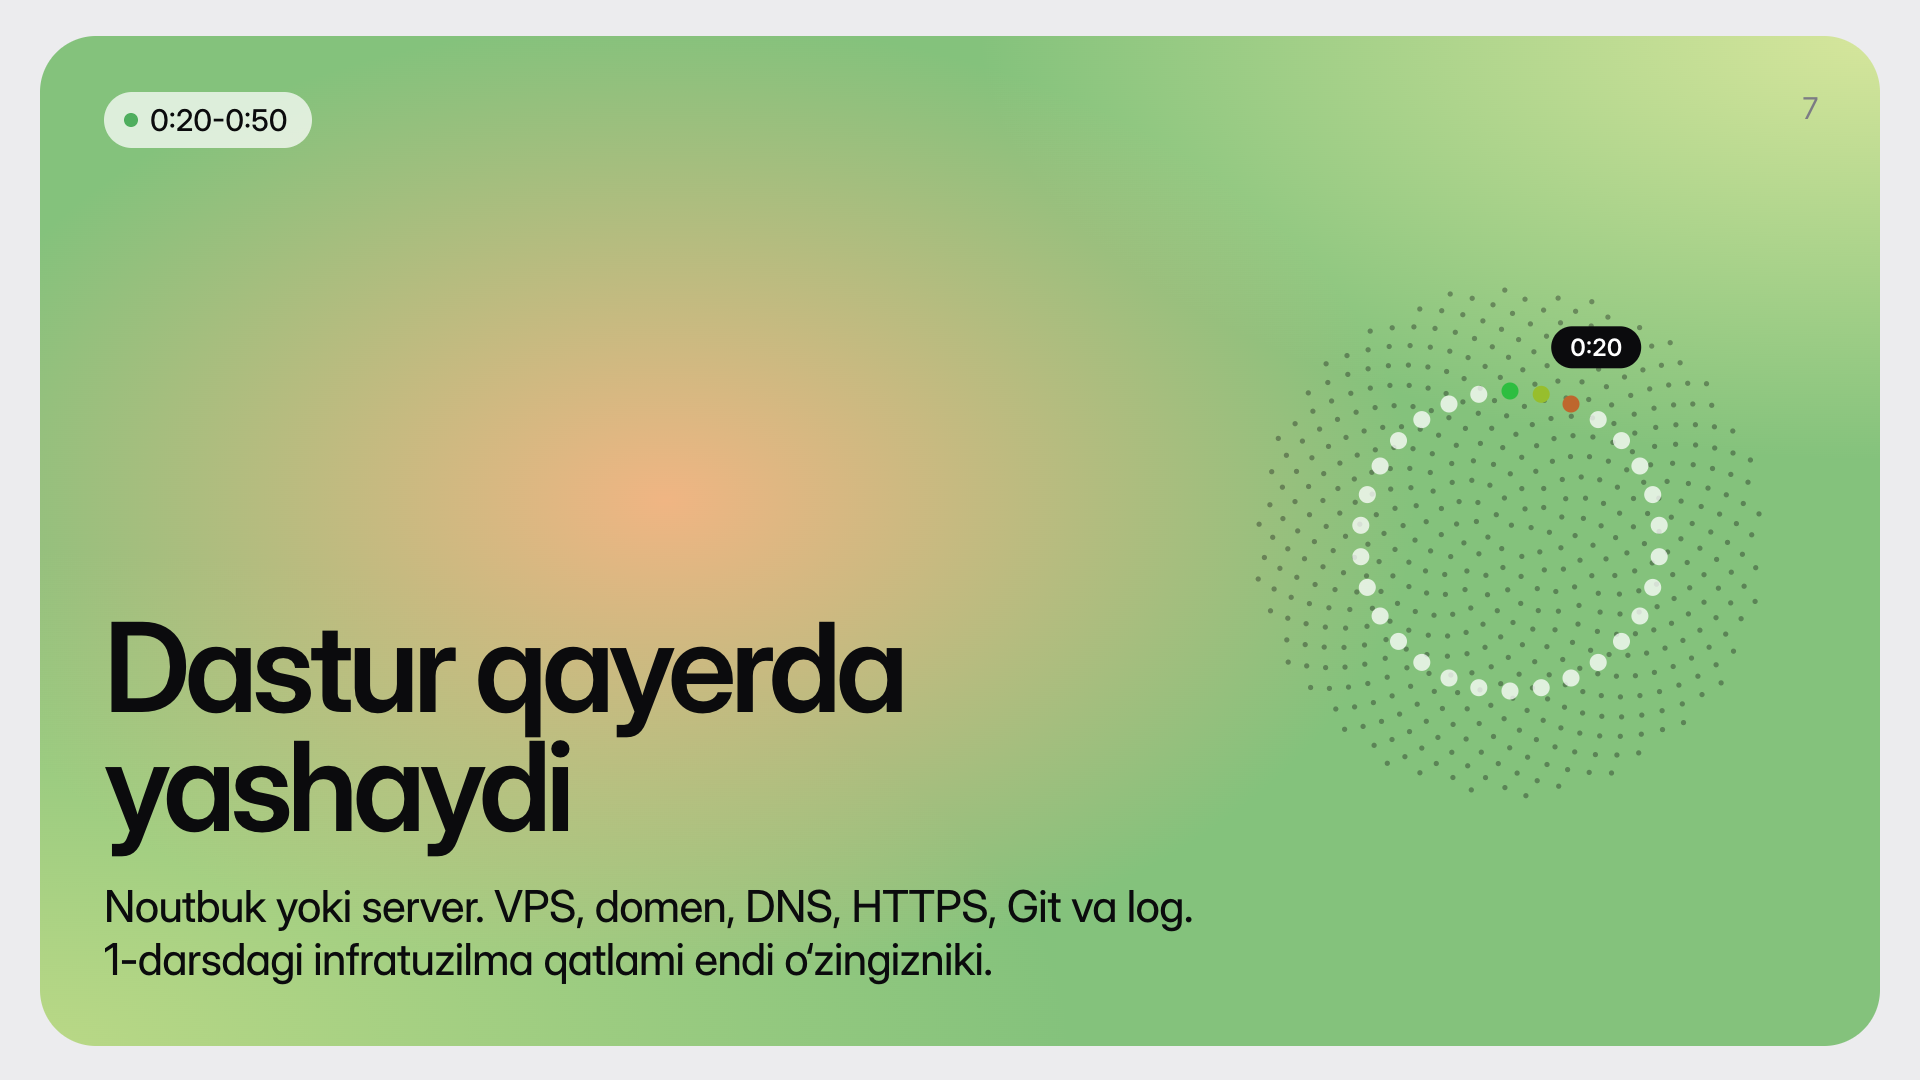 0:20-0:50
7
0:20
Dastur qayerda
yashaydi
Noutbuk yoki server. VPS, domen, DNS, HTTPS, Git va log.
1-darsdagi infratuzilma qatlami endi oʻzingizniki.